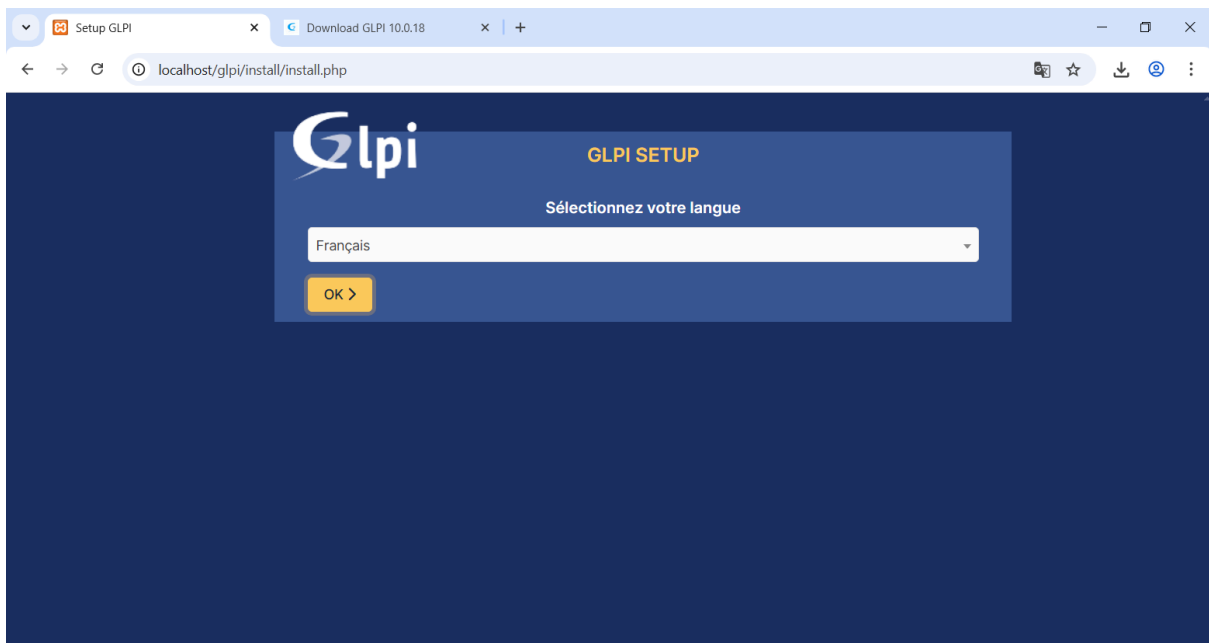 Setup GLPI
Download GLPI 10.0.18
localhost/glpi/install/install.php
Glpi
GLPI SETUP
Sélectionnez votre langue
Français
OK